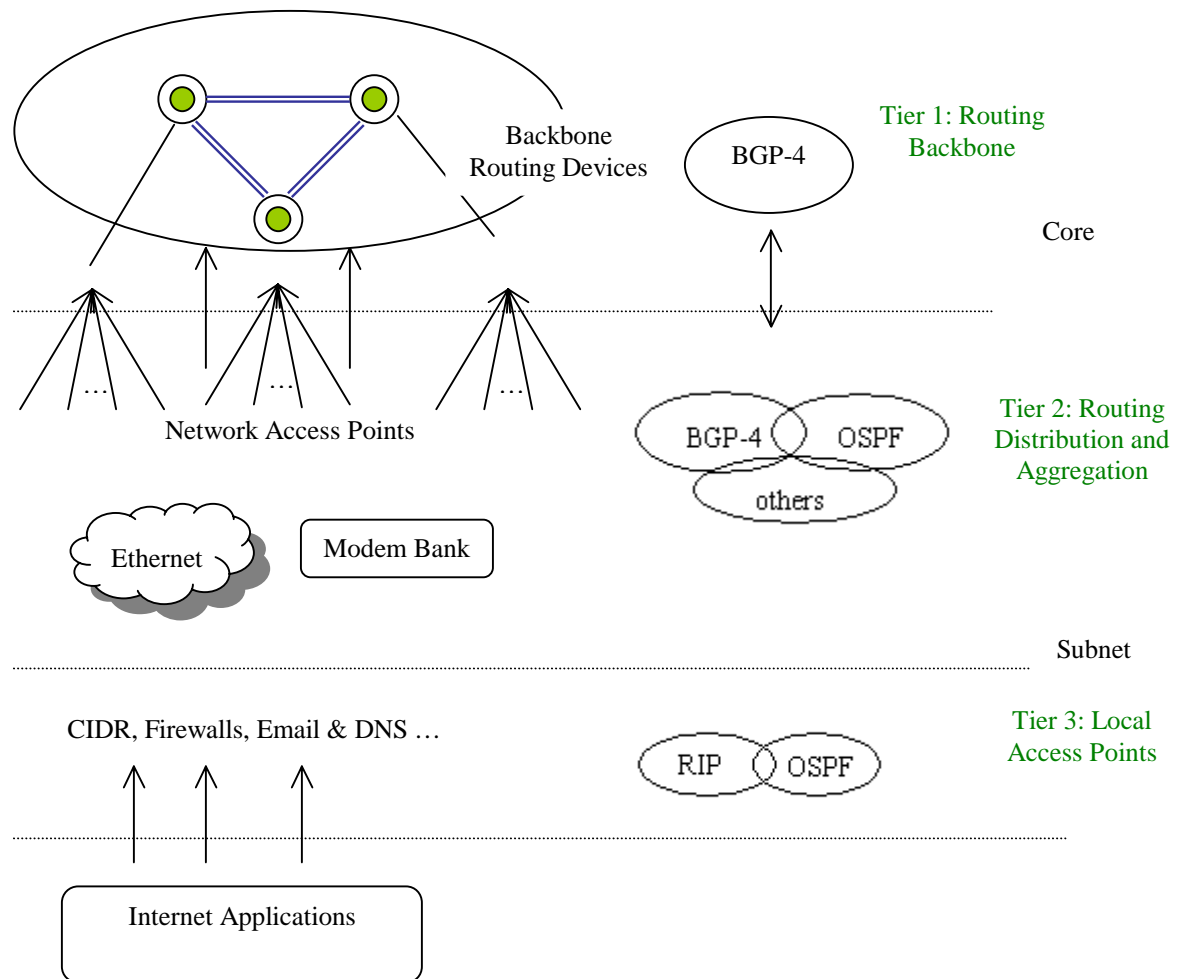 Backbone
Routing Devices
BGP-4
Tier 1: Routing
Backbone
Core
…
…
…
Network Access Points
BGP-4
OSPF
others
Tier 2: Routing
Distribution and
Aggregation
Ethernet
Modem Bank
Subnet
CIDR, Firewalls, Email & DNS …
RIP
OSPF
Tier 3: Local
Access Points
Internet Applications